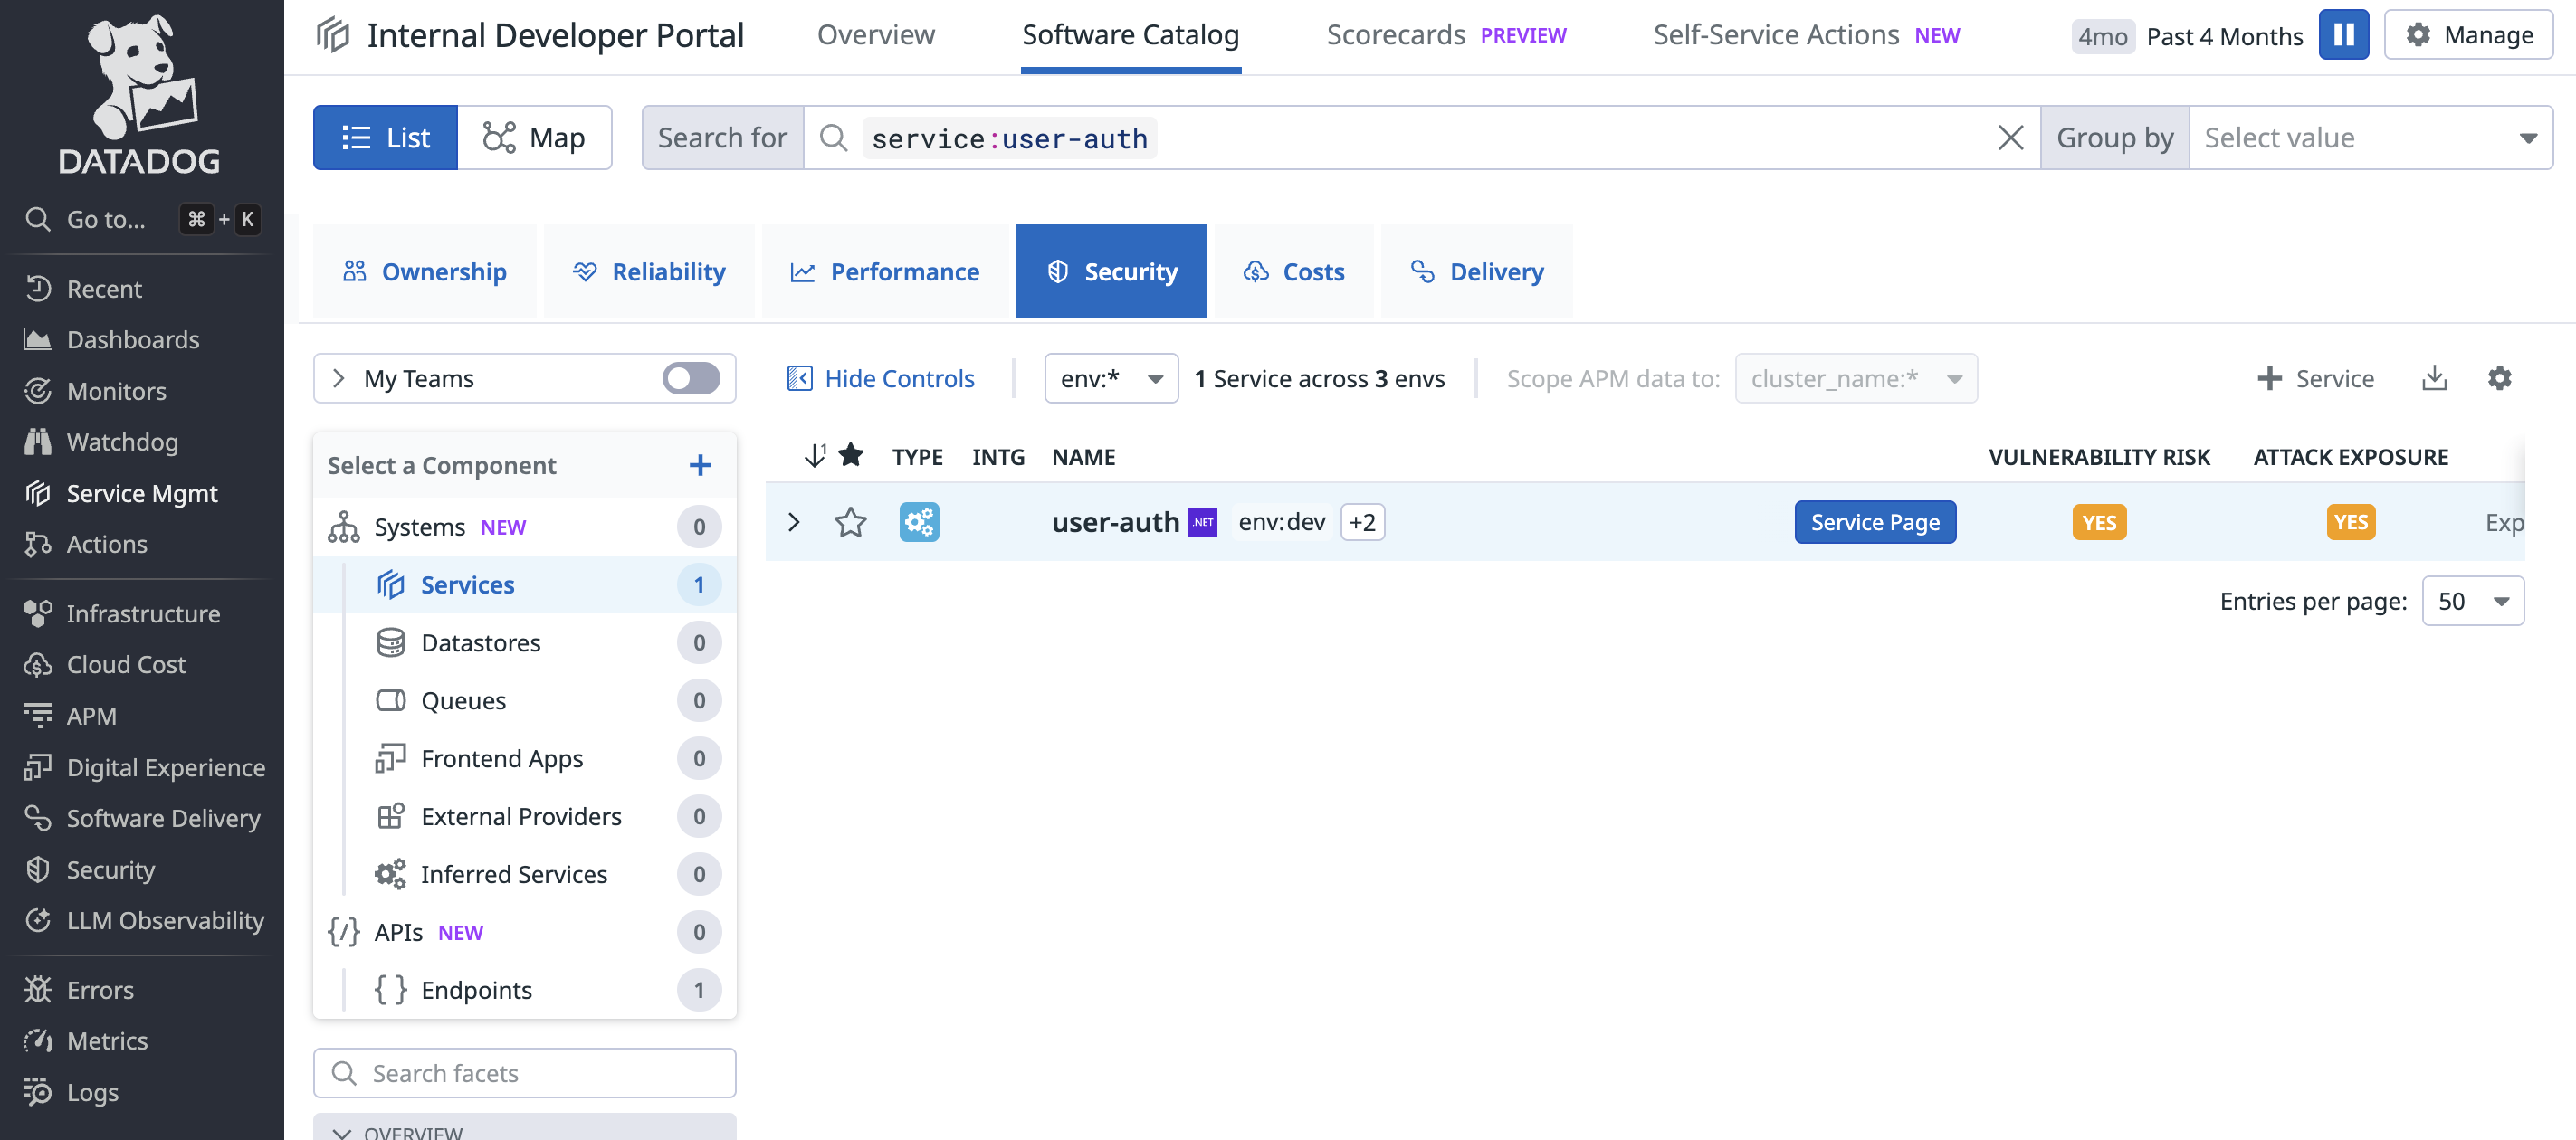 DATADOG
Go to... ⌘ + K
Recent
Dashboards
Monitors
Watchdog
Service Mgmt
Actions
Infrastructure
Cloud Cost
APM
Digital Experience
Software Delivery
Security
LLM Observability
Errors
Metrics
Logs
Internal Developer Portal
Overview
Software Catalog
Scorecards PREVIEW
Self-Service Actions NEW
4mo Past 4 Months
Manage
List
Map
Search for
service:user-auth
Group by
Select value
Ownership
Reliability
Performance
Security
Costs
Delivery
My Teams
Hide Controls
env:*
1 Service across 3 envs
Scope APM data to:
cluster_name:*
+ Service
Select a Component +
Systems NEW 0
Services 1
Datastores 0
Queues 0
Frontend Apps 0
External Providers 0
Inferred Services 0
{/} APIs NEW 0
{ } Endpoints 1
Search facets
OVERVIEW
1 TYPE INTG NAME VULNERABILITY RISK ATTACK EXPOSURE
user-auth .NET env:dev +2 Service Page YES YES Exp
Entries per page: 50